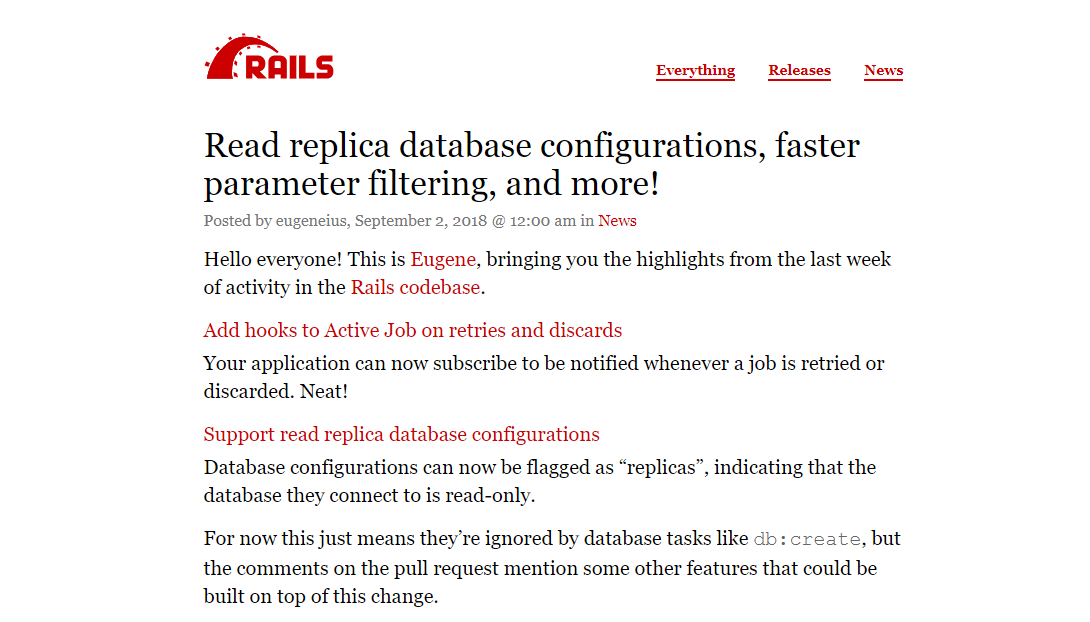 RAILS
Everything Releases News
Read replica database configurations, faster
parameter filtering, and more!
Posted by eugeneius, September 2, 2018 @ 12:00 am in News
Hello everyone! This is Eugene, bringing you the highlights from the last week
of activity in the Rails codebase.
Add hooks to Active Job on retries and discards
Your application can now subscribe to be notified whenever a job is retried or
discarded. Neat!
Support read replica database configurations
Database configurations can now be flagged as “replicas”, indicating that the
database they connect to is read-only.
For now this just means they’re ignored by database tasks like db:create, but
the comments on the pull request mention some other features that could be
built on top of this change.